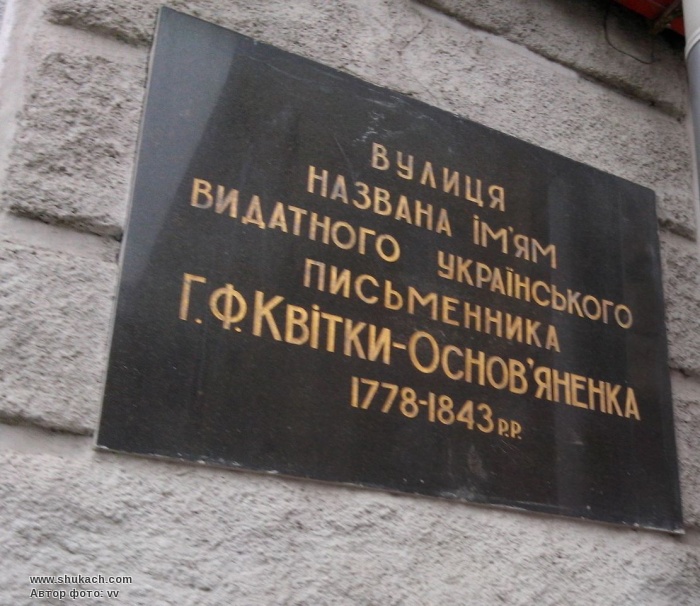 ВУЛИЦЯ
НАЗВАНА ІМ'ЯМ
ВИДАТНОГО УКРАЇНСЬКОГО
ПИСЬМЕННИКА
Г.Ф.КВІТКИ-ОСНОВ'ЯНЕНКА
1778-1843 Р.Р.
www.shukach.com
Автор фото: vv